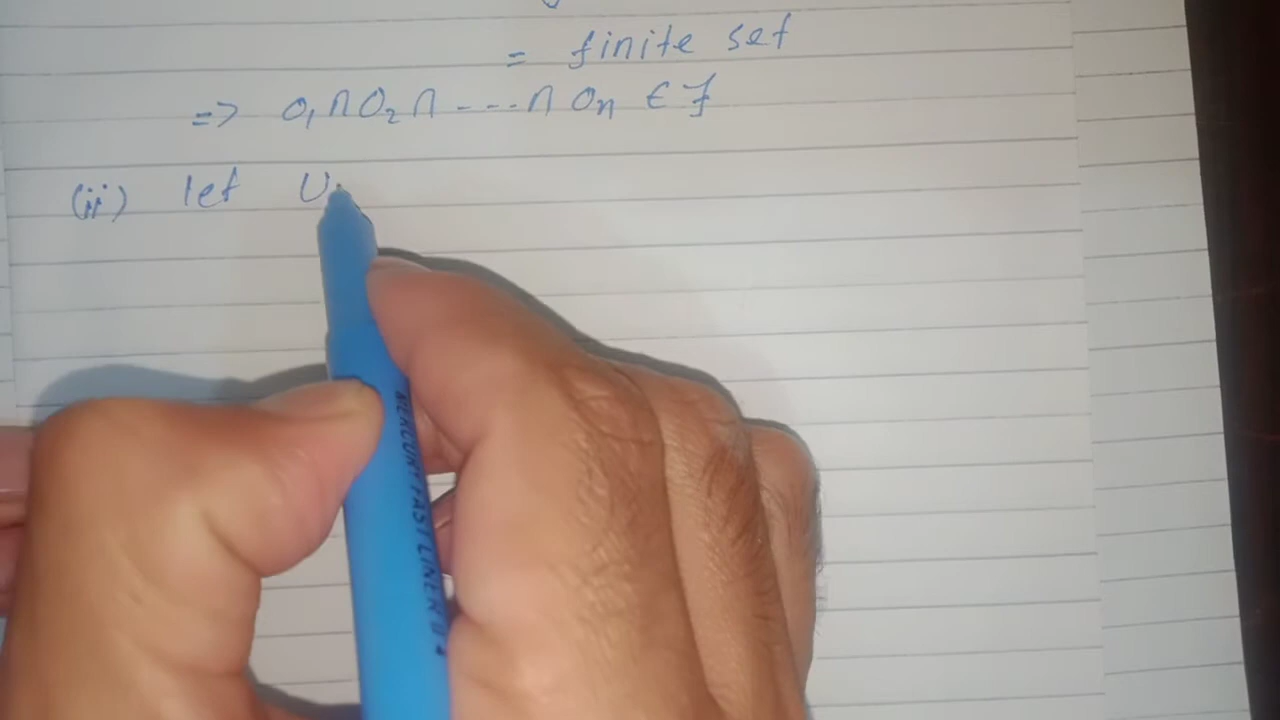 = finite set
=> O₁∩O₂∩---∩ On ∈ J
(ii) let U